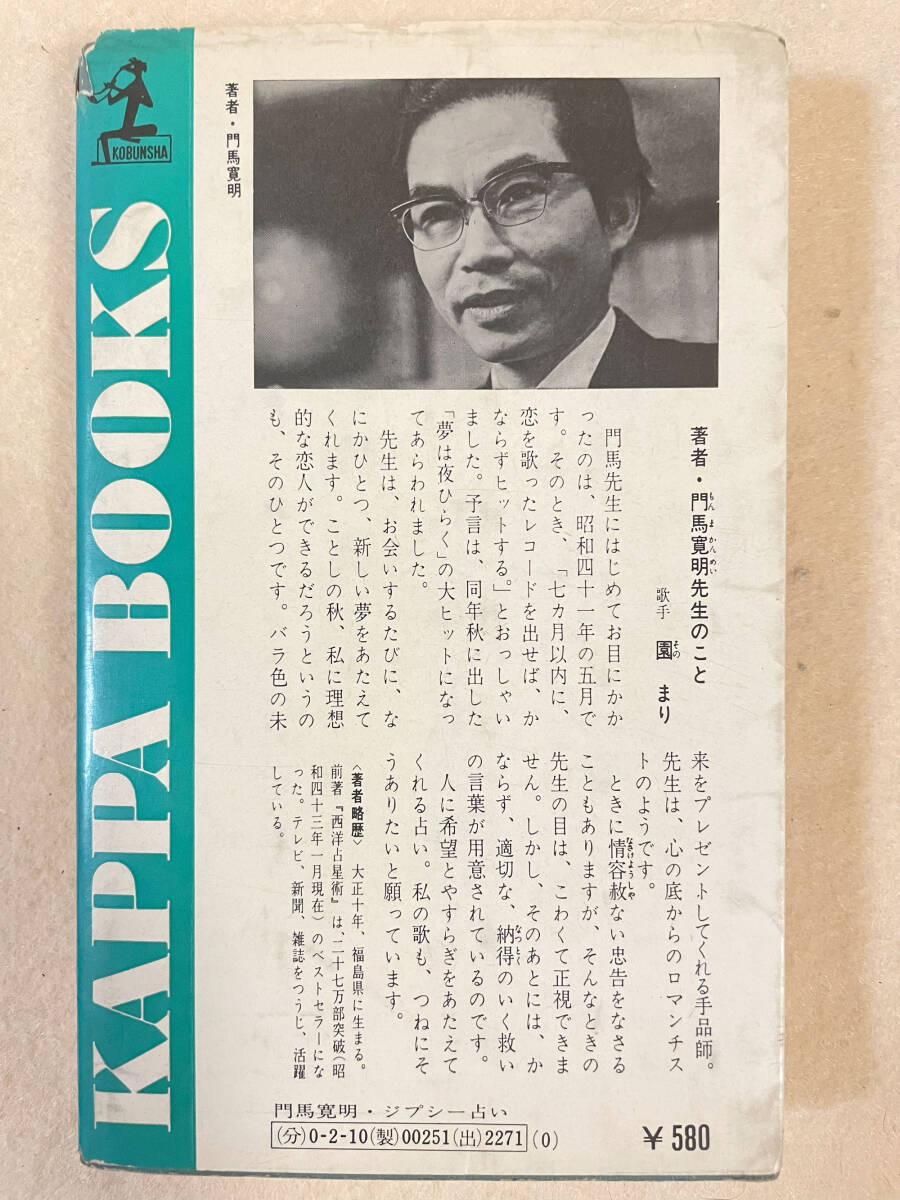 KOBUNSHA
KAPPA BOOKS
著者・門馬寛明
著者・門馬寛明先生のこと
もんまかんめい
歌手 園 まり
その
門馬先生にはじめてお目にかか
ったのは、昭和四十一年の五月で
す。そのとき、「七カ月以内に、
恋を歌ったレコードを出せば、か
ならずヒットする。」とおっしゃい
ました。予言は、同年秋に出した
「夢は夜ひらく」の大ヒットになっ
てあらわれました。
先生は、お会いするたびに、な
にかひとつ、新しい夢をあたえて
くれます。ことしの秋、私に理想
的な恋人ができるだろうというの
も、そのひとつです。バラ色の未
来をプレゼントしてくれる手品師。
先生は、心の底からのロマンチス
トのようです。
ときに情容赦ない忠告をなさる
なさけようしゃ
こともありますが、そんなときの
先生の目は、こわくて正視できま
せん。しかし、そのあとには、か
ならず、適切な、納得のいく救い
なっとく
の言葉が用意されているのです。
人に希望とやすらぎをあたえて
くれる占い。私の歌も、つねにそ
うありたいと願っています。
〈著者略歴〉 大正十年、福島県に生まる。
前著『西洋占星術』は、二十七万部突破(昭
和四十三年一月現在)のベストセラーにな
った。テレビ、新聞、雑誌をつうじ、活躍
している。
門馬寛明・ジプシー占い
(分)0-2-10(製)00251(出)2271(0)
￥580